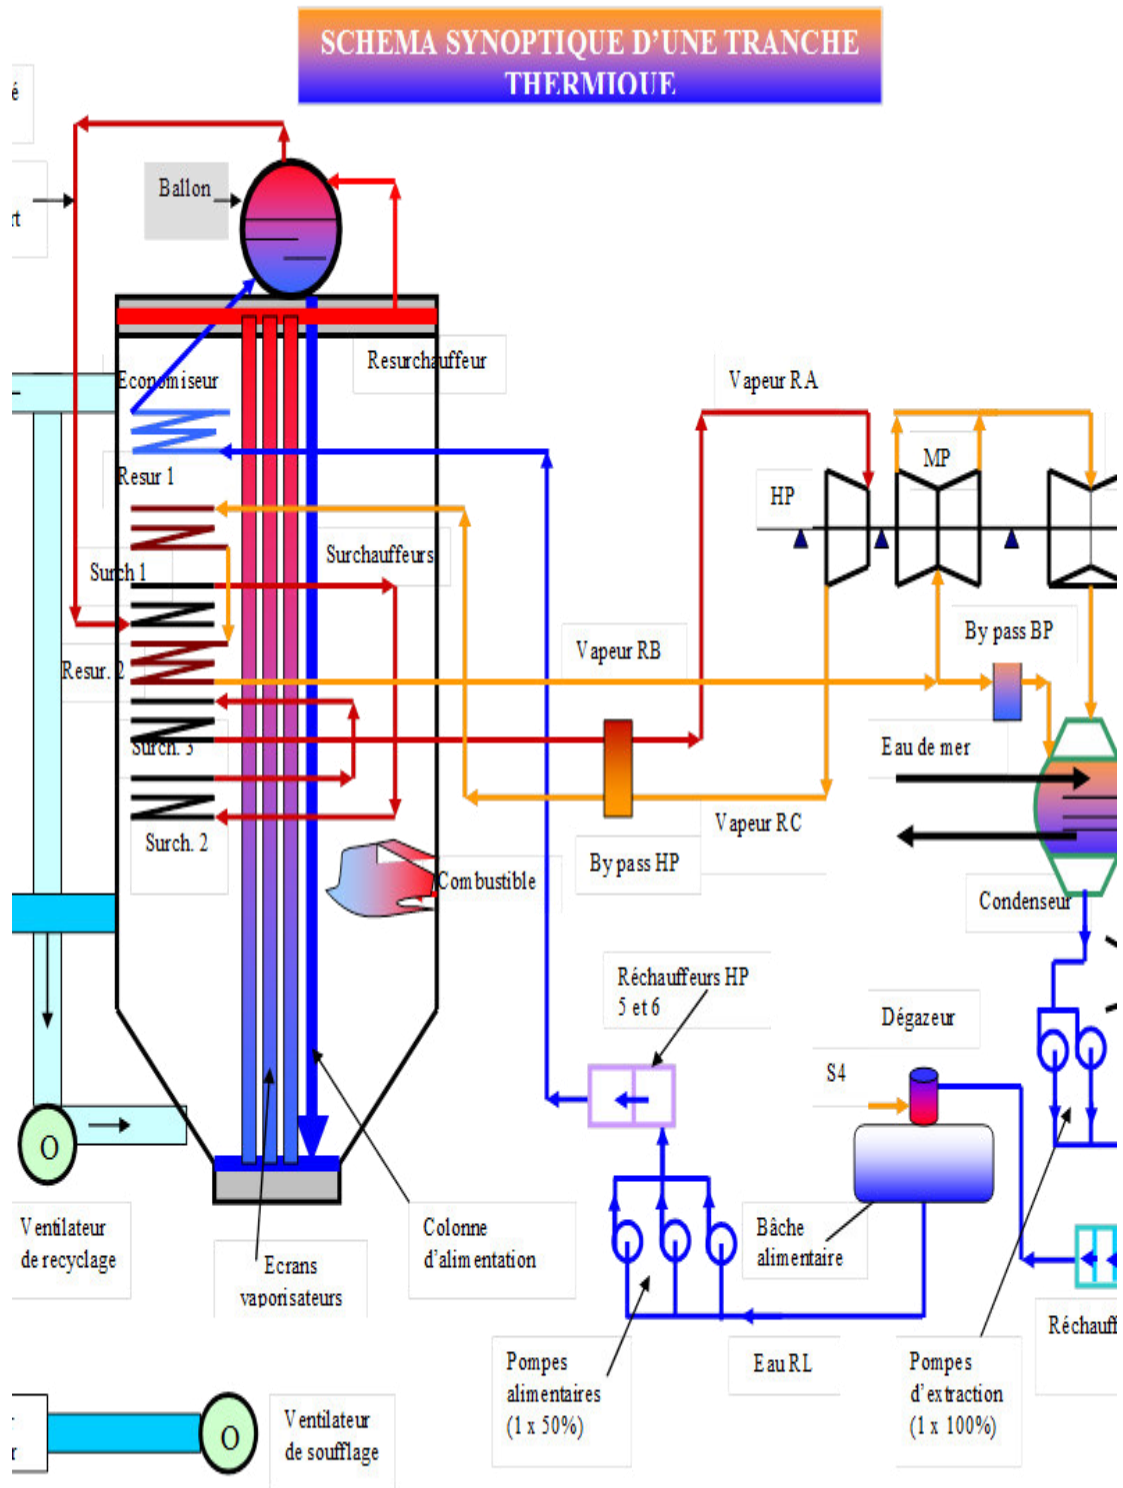 SCHEMA SYNOPTIQUE D'UNE TRANCHE
THERMIQUE
é
rt
Ballon
Resurchauffeur
Economiseur
Vapeur RA
MP
HP
Resur 1
Surchauffeurs
Surch 1
By pass BP
Vapeur RB
Resur. 2
Surch. 3
Eau de mer
Surch. 2
Vapeur RC
By pass HP
Combustible
Condenseur
Réchauffeurs HP
5 et 6
Dégazeur
S4
O
Ventilateur
de recyclage
Colonne
d'alimentation
Ecrans
vaporisateurs
Bâche
alimentaire
Réchauff
Pompes
alimentaires
(1 x 50%)
Eau RL
Pompes
d'extraction
(1 x 100%)
r
O
Ventilateur
de soufflage